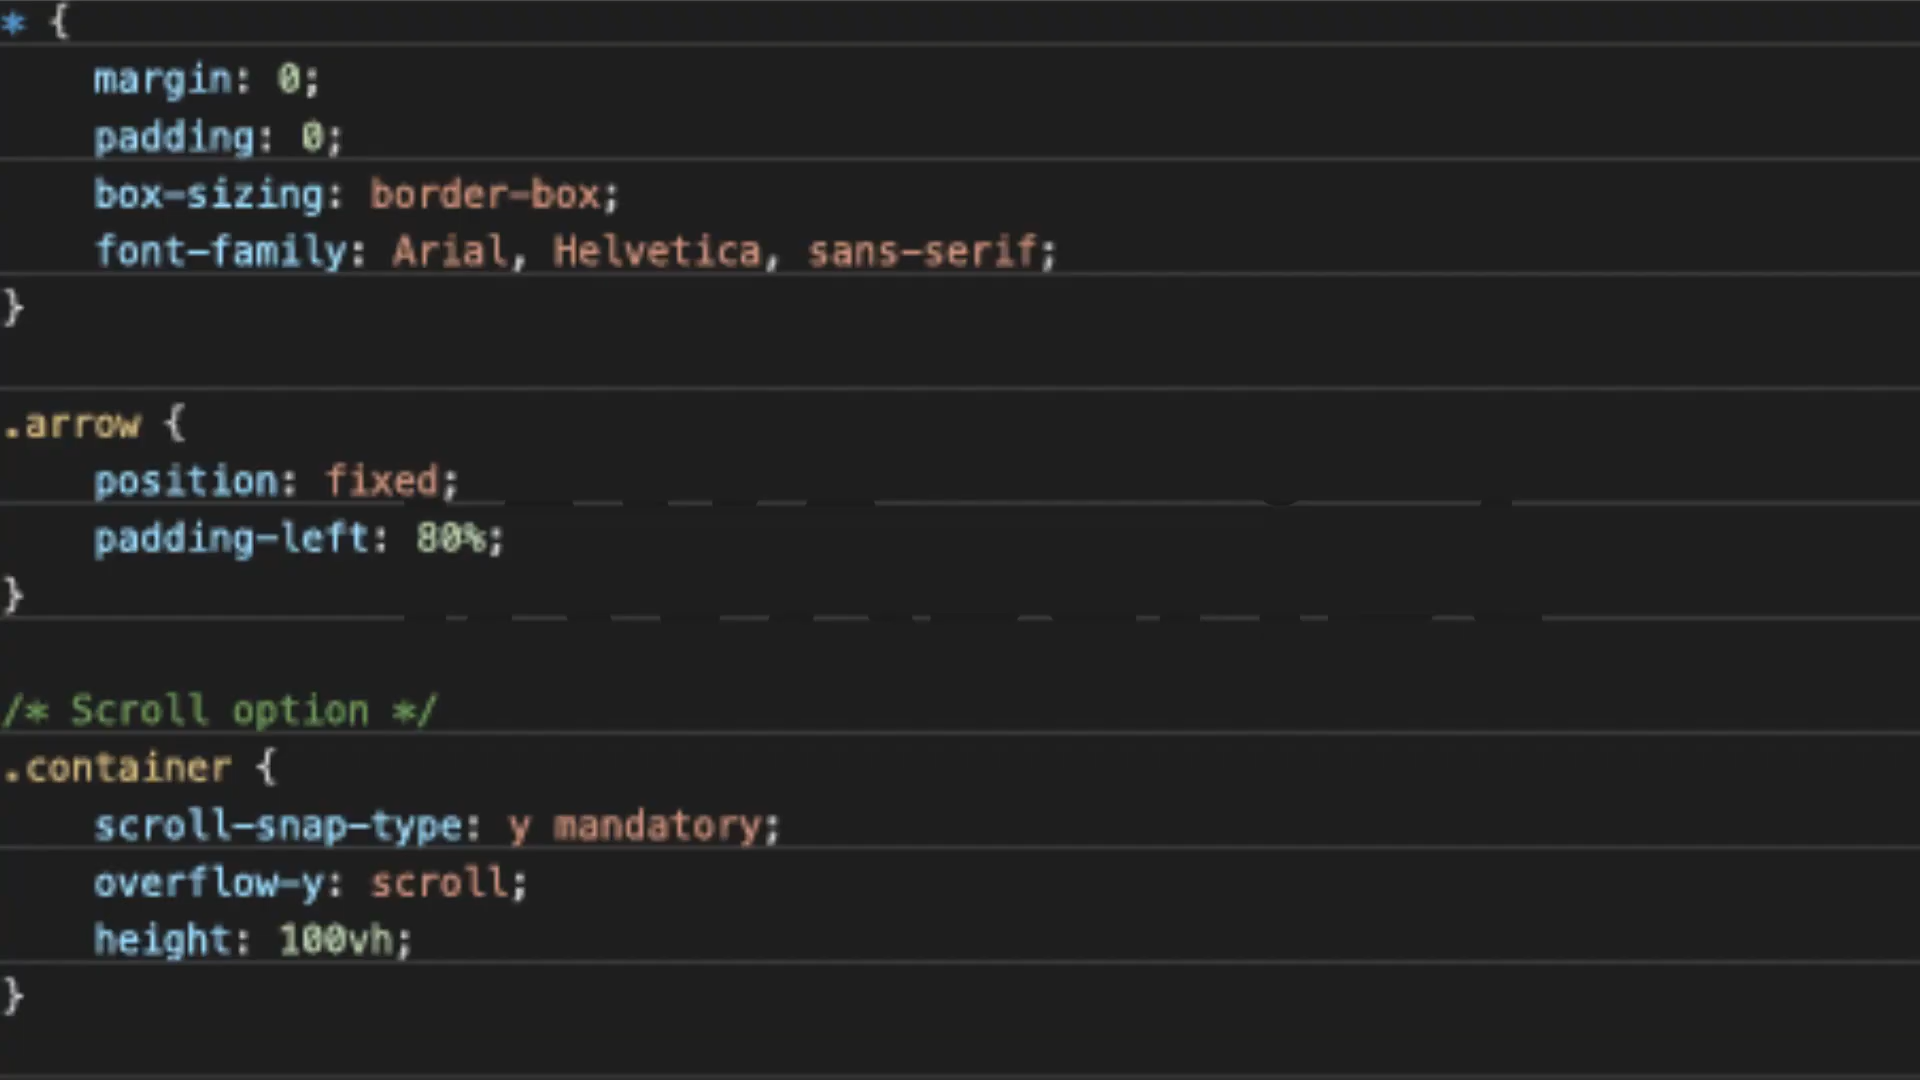 * {
    margin: 0;
    padding: 0;
    box-sizing: border-box;
    font-family: Arial, Helvetica, sans-serif;
}

.arrow {
    position: fixed;
    padding-left: 80%;
}

/* Scroll option */
.container {
    scroll-snap-type: y mandatory;
    overflow-y: scroll;
    height: 100vh;
}